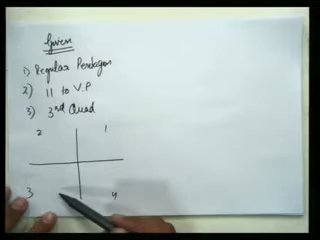 Given
1) Regular Pentagon
2) 11 to V.P
3) 3rd Quad
2 1
3 4